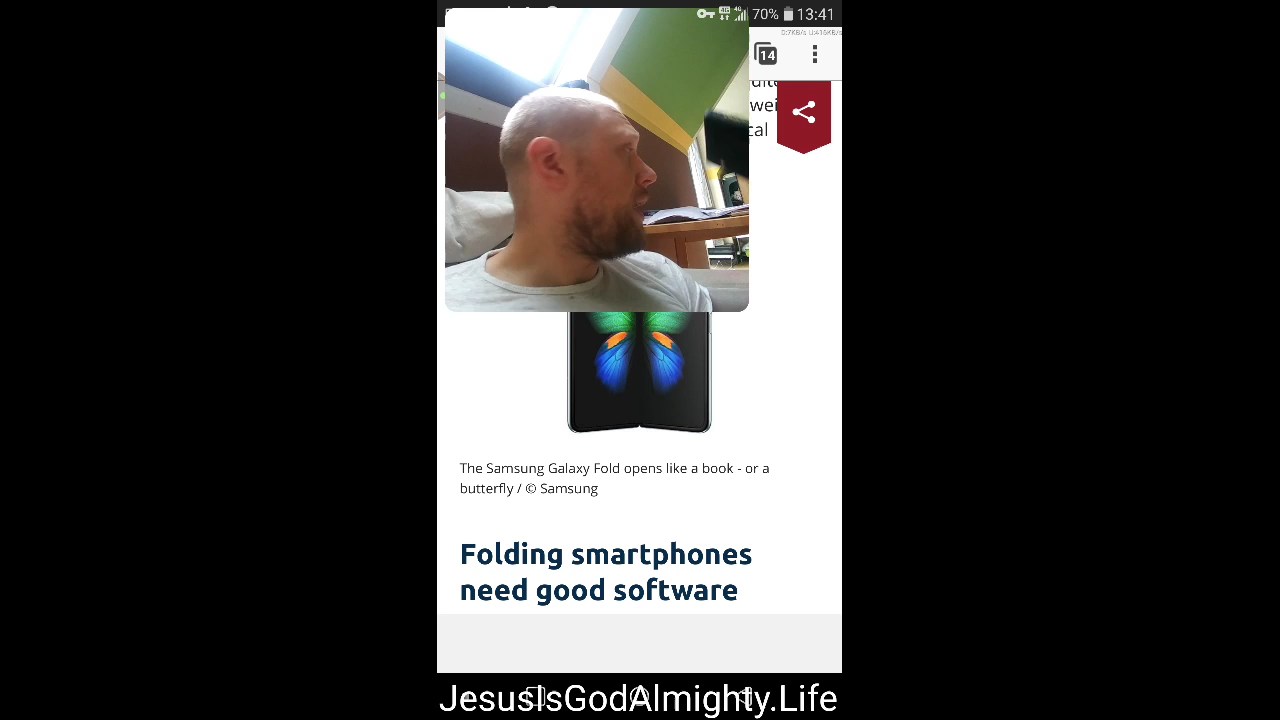 70% 13:41
14
The Samsung Galaxy Fold opens like a book - or a
butterfly / © Samsung
Folding smartphones
need good software
JesusIsGodAlmighty.Life